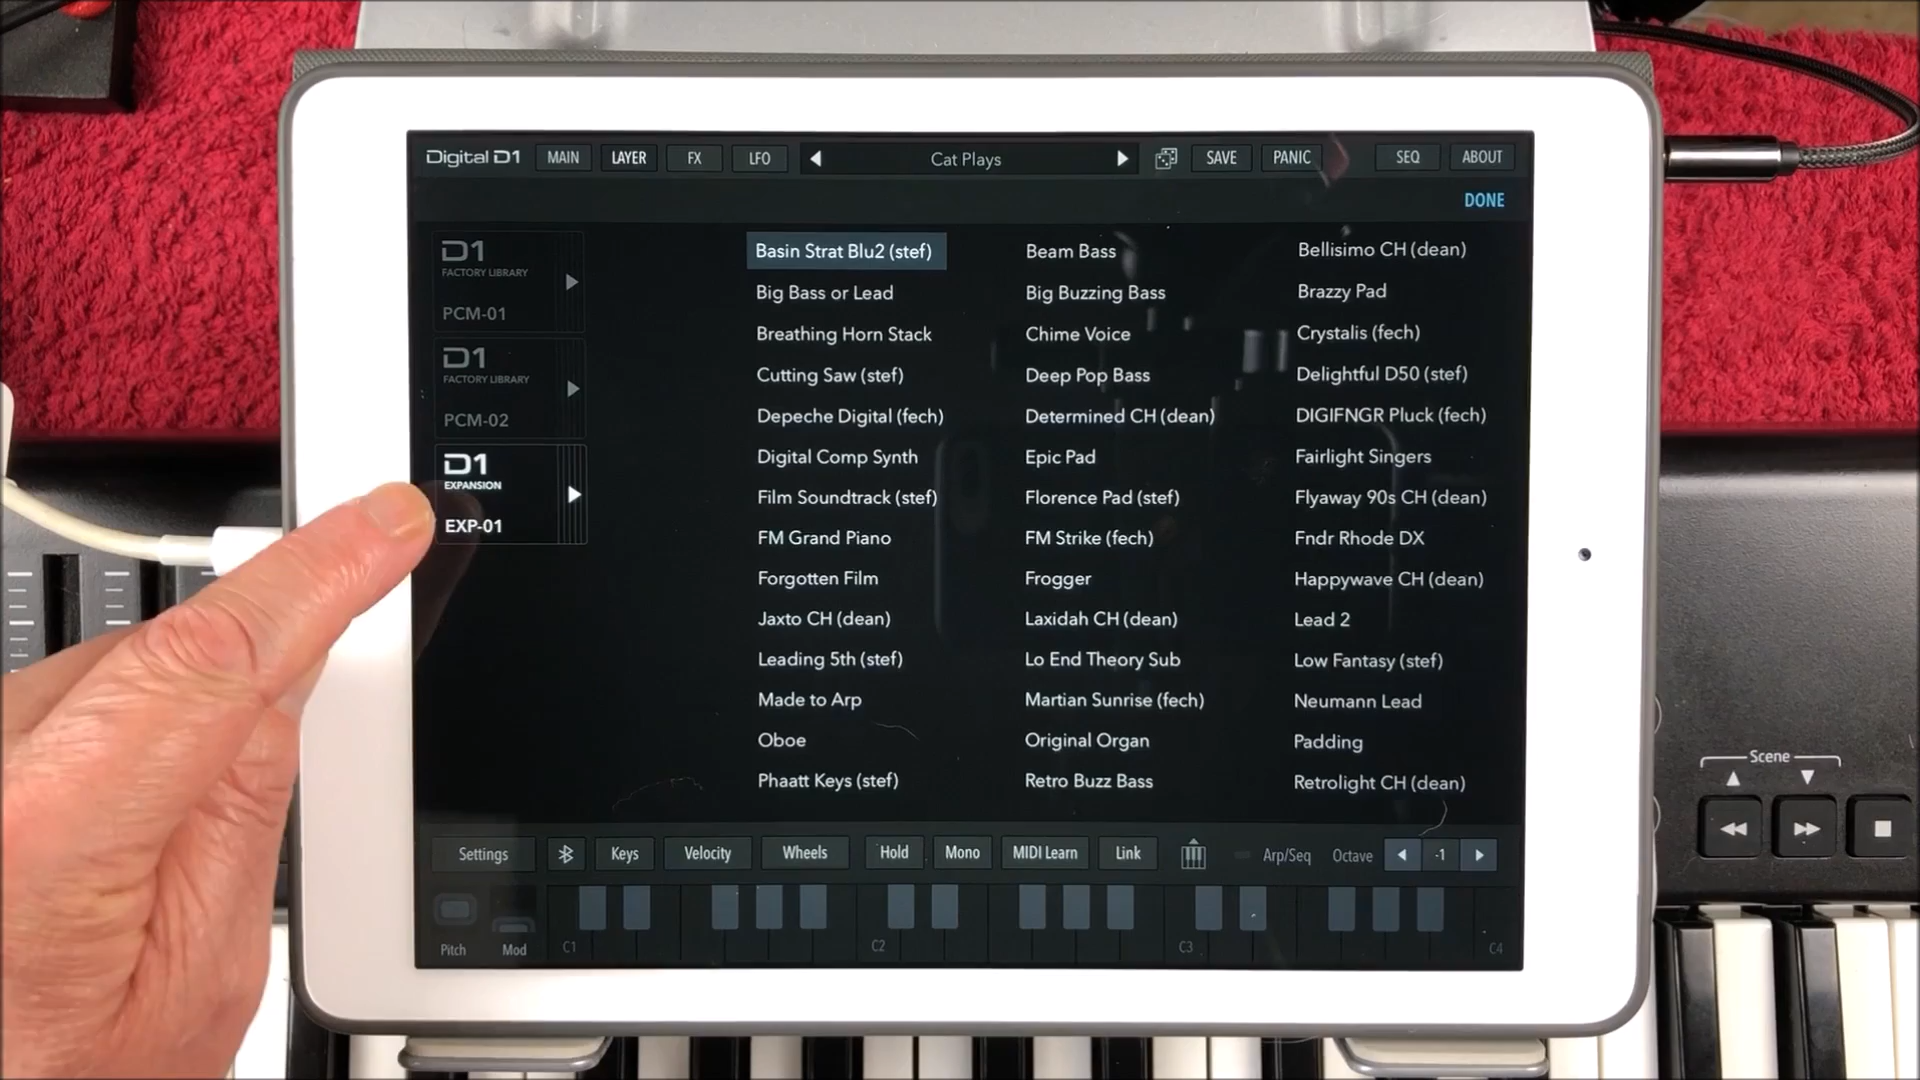 Digital D1 MAIN LAYER FX LFO Cat Plays SAVE PANIC SEQ ABOUT
DONE
D1
FACTORY LIBRARY
PCM-01
D1
FACTORY LIBRARY
PCM-02
D1
EXPANSION
EXP-01
Basin Strat Blu2 (stef) Beam Bass Bellisimo CH (dean)
Big Bass or Lead Big Buzzing Bass Brazzy Pad
Breathing Horn Stack Chime Voice Crystalis (fech)
Cutting Saw (stef) Deep Pop Bass Delightful D50 (stef)
Depeche Digital (fech) Determined CH (dean) DIGIFNGR Pluck (fech)
Digital Comp Synth Epic Pad Fairlight Singers
Film Soundtrack (stef) Florence Pad (stef) Flyaway 90s CH (dean)
FM Grand Piano FM Strike (fech) Fndr Rhode DX
Forgotten Film Frogger Happywave CH (dean)
Jaxto CH (dean) Laxidah CH (dean) Lead 2
Leading 5th (stef) Lo End Theory Sub Low Fantasy (stef)
Made to Arp Martian Sunrise (fech) Neumann Lead
Oboe Original Organ Padding
Phaatt Keys (stef) Retro Buzz Bass Retrolight CH (dean)
Settings Keys Velocity Wheels Hold Mono MIDI Learn Link Arp/Seq Octave -1
Pitch Mod C1 C2 C3 C4
Scene